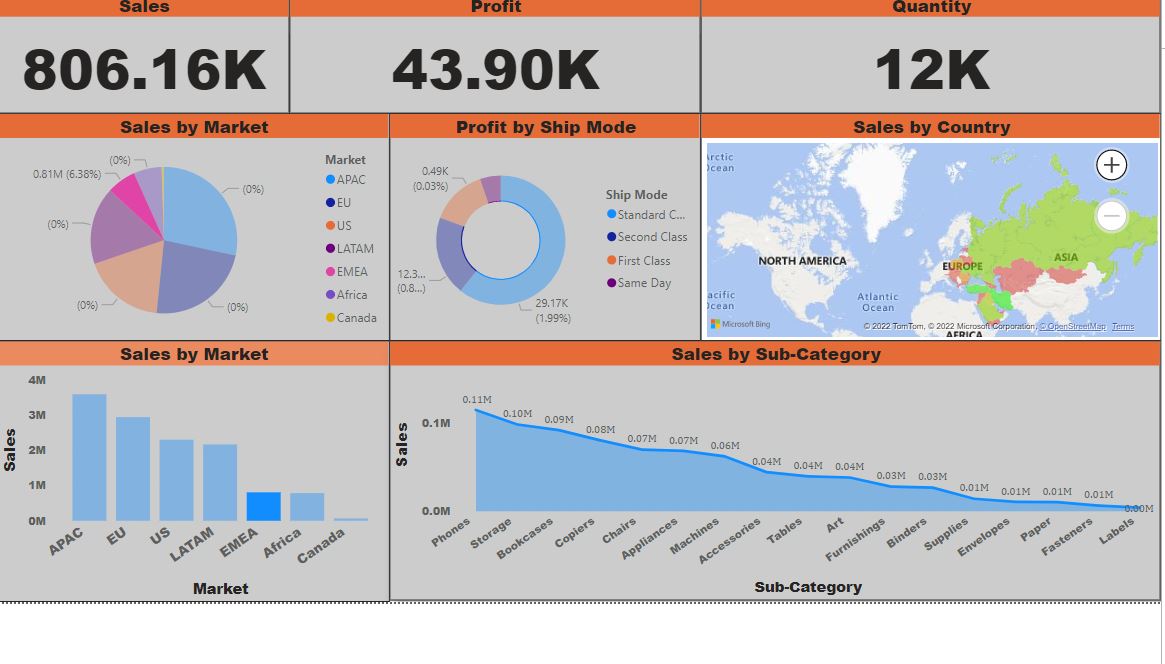 Sales
Profit
Quantity
806.16K
43.90K
12K
Sales by Market
(0%)
0.81M (6.38%)
(0%)
(0%)
(0%)
(0%)
Market
APAC
EU
US
LATAM
EMEA
Africa
Canada
Profit by Ship Mode
0.49K
(0.03%)
12.3...
(0.8...)
29.17K
(1.99%)
Ship Mode
Standard C...
Second Class
First Class
Same Day
Sales by Country
Arctic
Ocean
NORTH AMERICA
EUROPE
ASIA
Pacific
Ocean
Atlantic
Ocean
AFRICA
Microsoft Bing
© 2022 TomTom, © 2022 Microsoft Corporation, © OpenStreetMap Terms
Sales by Market
Sales
4M
3M
2M
1M
0M
APAC
EU
US
LATAM
EMEA
Africa
Canada
Market
Sales by Sub-Category
Sales
0.1M
0.0M
0.11M
0.10M
0.09M
0.08M
0.07M
0.07M
0.06M
0.04M
0.04M
0.04M
0.03M
0.03M
0.01M
0.01M
0.01M
0.01M
0.00M
Phones
Storage
Bookcases
Copiers
Chairs
Appliances
Machines
Accessories
Tables
Art
Furnishings
Binders
Supplies
Envelopes
Paper
Fasteners
Labels
Sub-Category